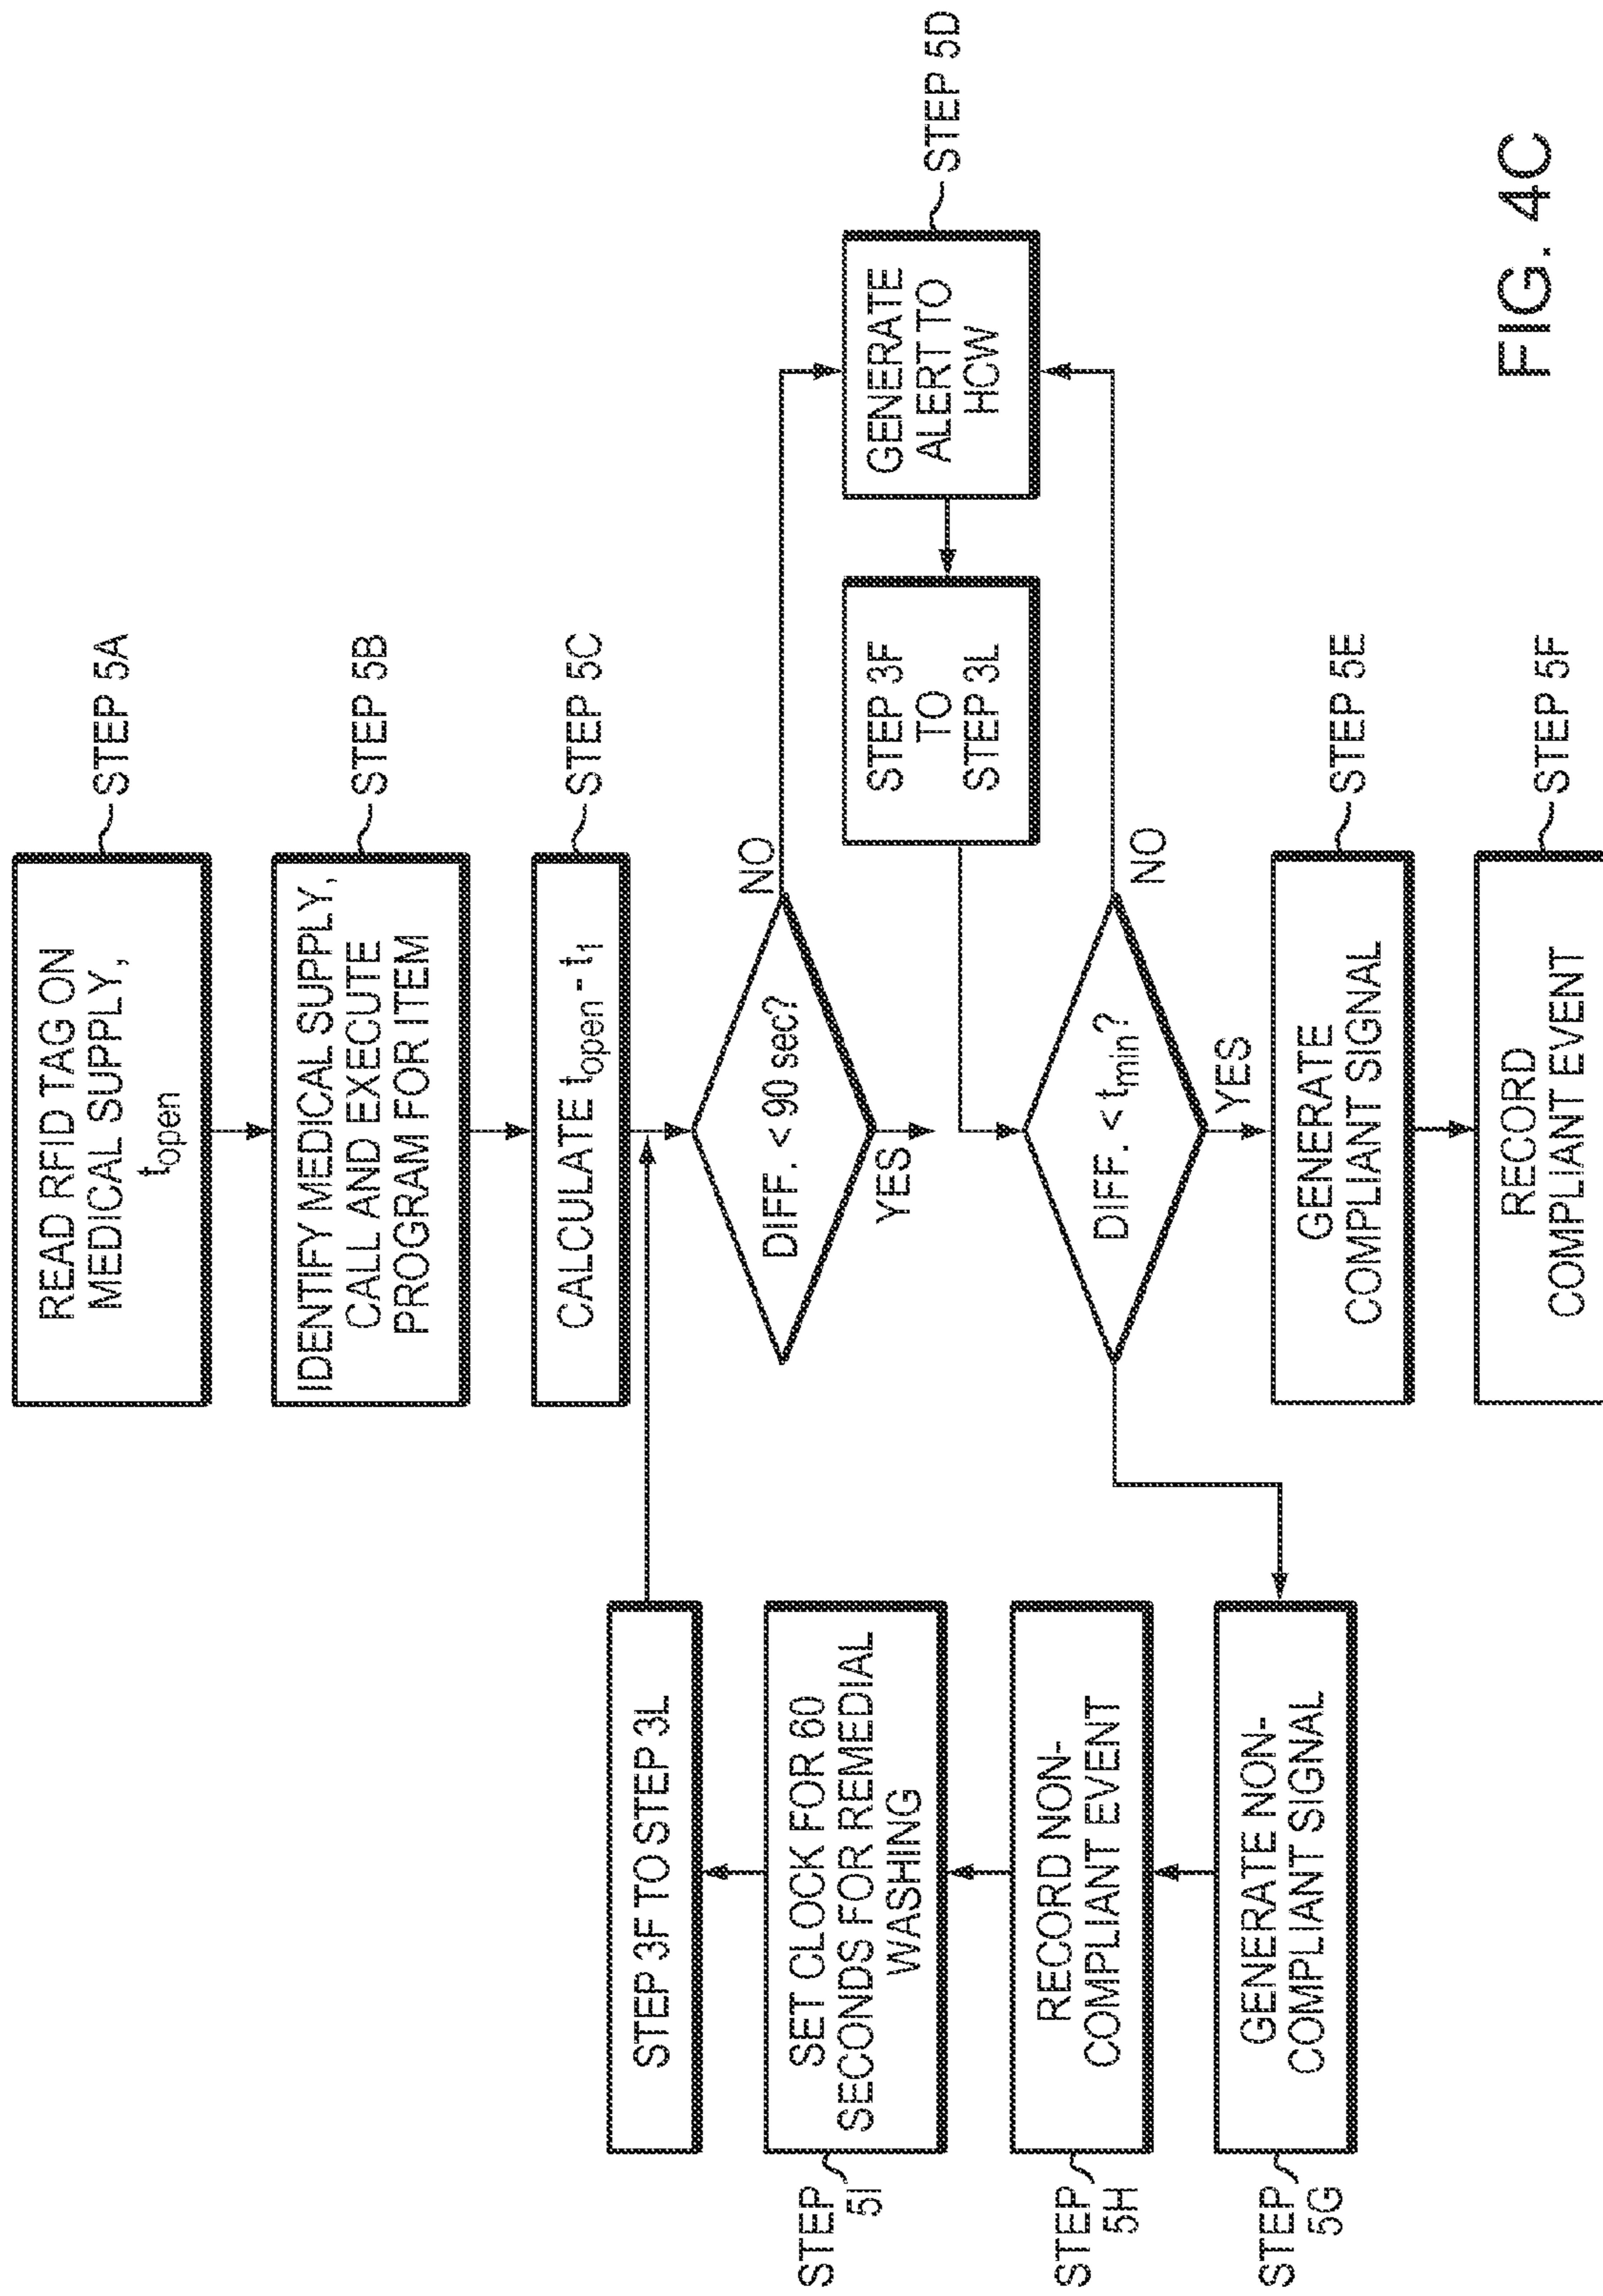 READ RFID TAG ON
MEDICAL SUPPLY,
t_open
STEP 5A
IDENTIFY MEDICAL SUPPLY,
CALL AND EXECUTE
PROGRAM FOR ITEM
STEP 5B
CALCULATE t_open - t_1
STEP 5C
DIFF. < 90 sec?
NO
YES
GENERATE
ALERT TO
HCW
STEP 5D
STEP 3F
TO
STEP 3L
DIFF. < t_min?
NO
YES
GENERATE
COMPLIANT SIGNAL
STEP 5E
RECORD
COMPLIANT EVENT
STEP 5F
STEP 3F TO STEP 3L
SET CLOCK FOR 60
SECONDS FOR REMEDIAL
WASHING
STEP
5I
RECORD NON-
COMPLIANT EVENT
STEP
5H
GENERATE NON-
COMPLIANT SIGNAL
STEP
5G
FIG. 4C